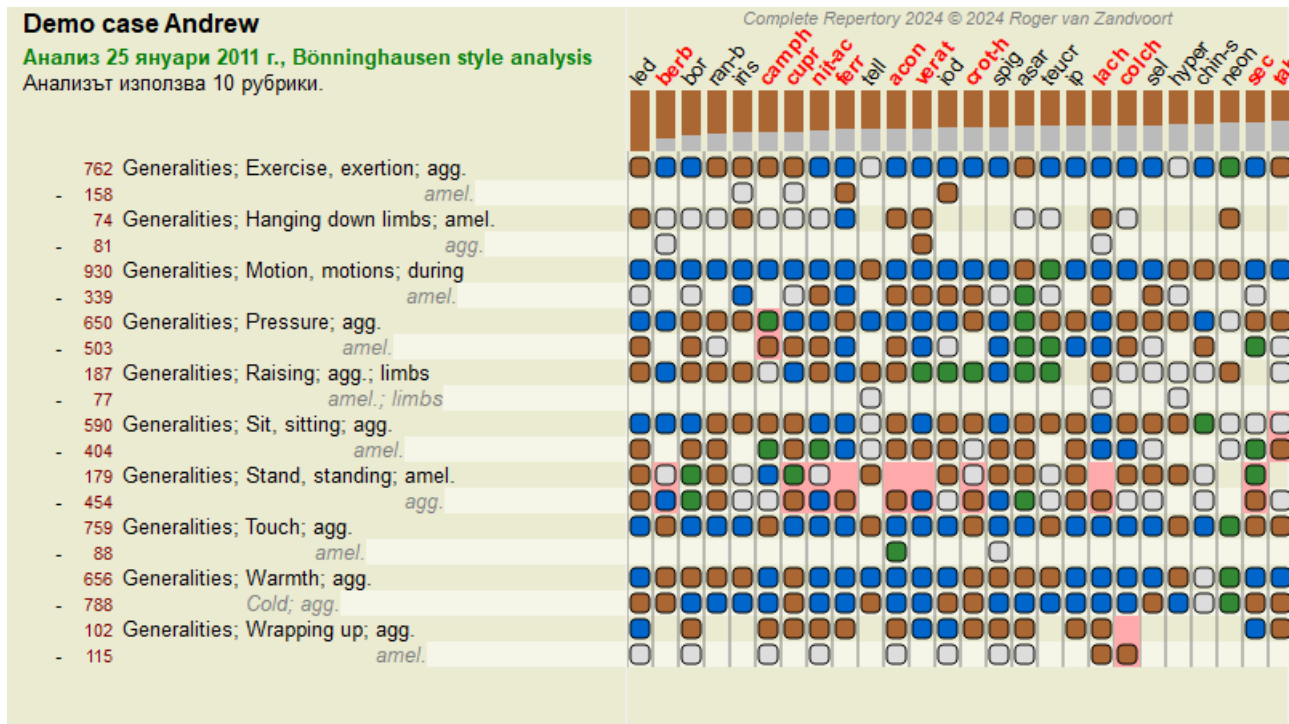 Demo case Andrew
Complete Repertory 2024 © 2024 Roger van Zandvoort
Анализ 25 януари 2011 г., Bönninghausen style analysis
Анализът използва 10 рубрики.
led berb bor ran-b iris camph cupr nit-ac ferr tell acon verat iod crot-h spig asar teucr ip lach colch sel hyper chin-s neon sec tab
762 Generalities; Exercise, exertion; agg.
- 158 amel.
74 Generalities; Hanging down limbs; amel.
- 81 agg.
930 Generalities; Motion, motions; during
- 339 amel.
650 Generalities; Pressure; agg.
- 503 amel.
187 Generalities; Raising; agg.; limbs
- 77 amel.; limbs
590 Generalities; Sit, sitting; agg.
- 404 amel.
179 Generalities; Stand, standing; amel.
- 454 agg.
759 Generalities; Touch; agg.
- 88 amel.
656 Generalities; Warmth; agg.
- 788 Cold; agg.
102 Generalities; Wrapping up; agg.
- 115 amel.